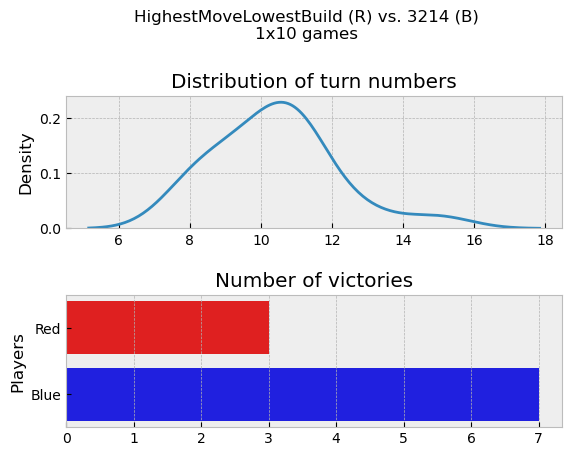 HighestMoveLowestBuild (R) vs. 3214 (B)
1x10 games
Distribution of turn numbers
Density
0.2
0.1
0.0
6 8 10 12 14 16 18
Number of victories
Players
Red
Blue
0 1 2 3 4 5 6 7